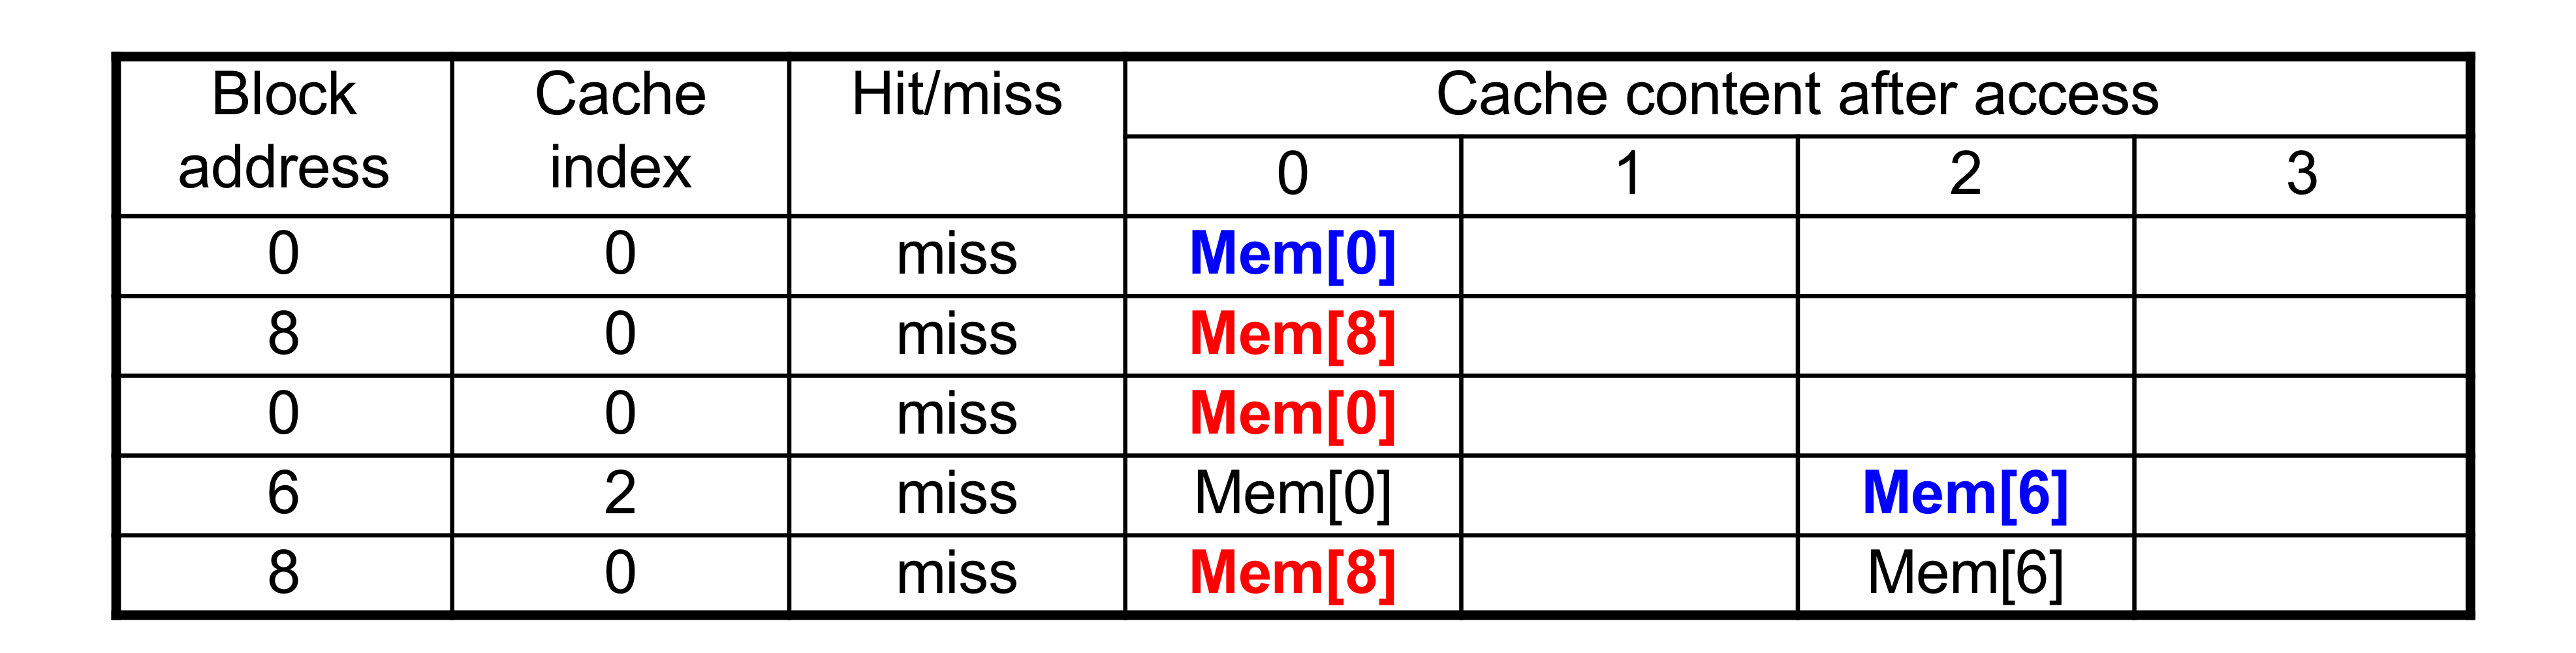 Block address Cache index Hit/miss Cache content after access
0 1 2 3
0 0 miss Mem[0]
8 0 miss Mem[8]
0 0 miss Mem[0]
6 2 miss Mem[0] Mem[6]
8 0 miss Mem[8] Mem[6]